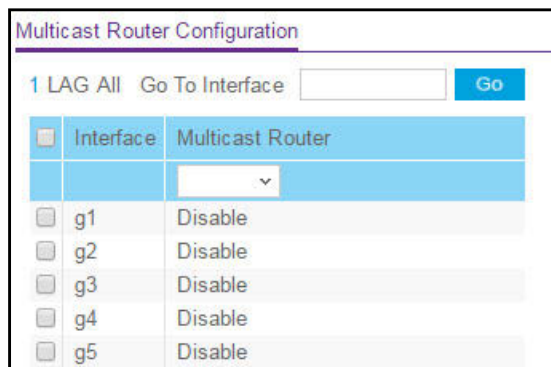 Multicast Router Configuration
1 LAG All Go To Interface Go
Interface Multicast Router
g1 Disable
g2 Disable
g3 Disable
g4 Disable
g5 Disable